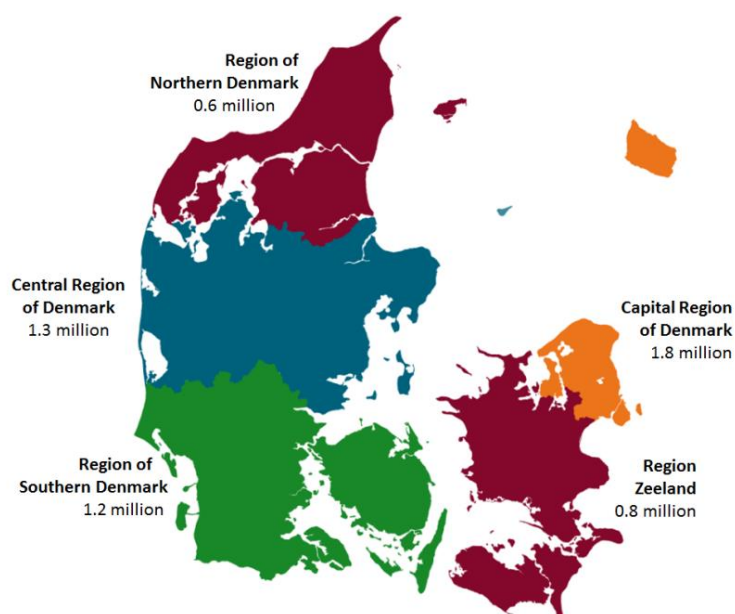 Region of
Northern Denmark
0.6 million
Central Region
of Denmark
1.3 million
Capital Region
of Denmark
1.8 million
Region of
Southern Denmark
1.2 million
Region
Zeeland
0.8 million